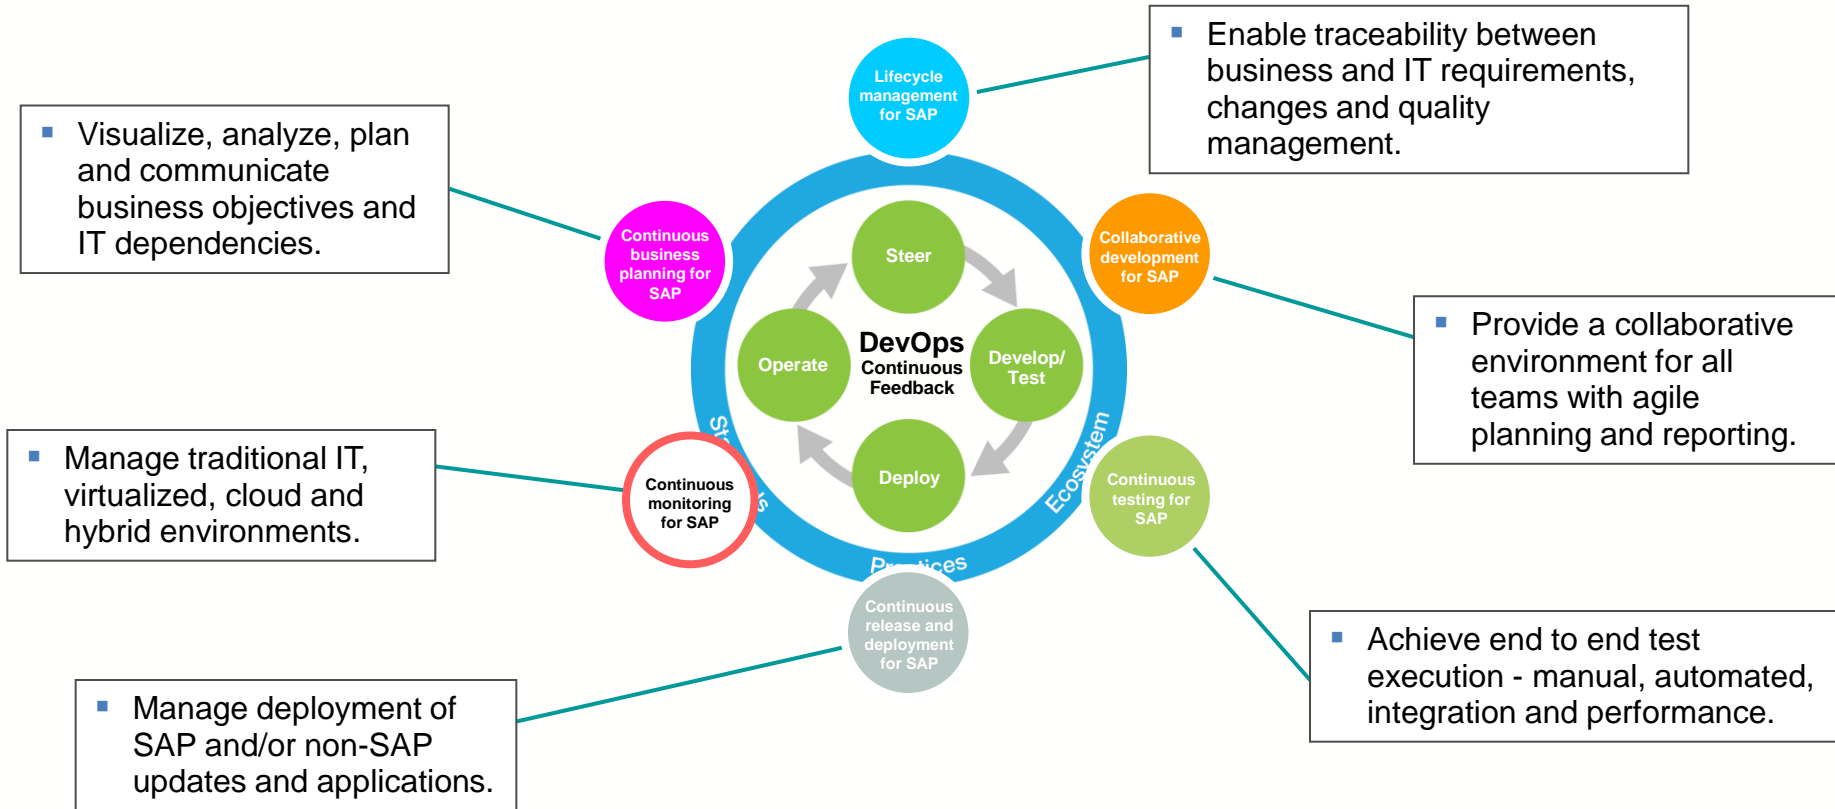 Lifecycle
management
for SAP
Enable traceability between
business and IT requirements,
changes and quality
management.
Visualize, analyze, plan
and communicate
business objectives and
IT dependencies.
Continuous
business
planning for
SAP
Steer
Collaborative
development
for SAP
Operate
DevOps
Continuous
Feedback
Develop/
Test
Provide a collaborative
environment for all
teams with agile
planning and reporting.
Manage traditional IT,
virtualized, cloud and
hybrid environments.
Continuous
monitoring
for SAP
Deploy
Ecosystem
Continuous
testing for
SAP
Continuous
release and
deployment
for SAP
Achieve end to end test
execution - manual, automated,
integration and performance.
Manage deployment of
SAP and/or non-SAP
updates and applications.